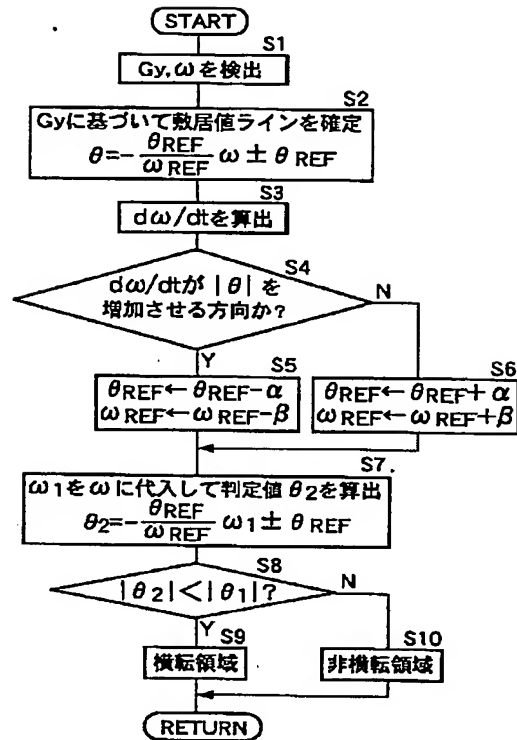 START
S1
Gy, ωを検出
S2
Gyに基づいて敷居値ラインを確定
θ=-θREF/ωREF ω ± θREF
S3
dω/dtを算出
S4
dω/dtが |θ| を
増加させる方向か?
N
Y
S5
θREF← θREF-α
ωREF← ωREF-β
S6
θREF← θREF+α
ωREF← ωREF+β
S7.
ω1をωに代入して判定値θ2を算出
θ2=-θREF/ωREF ω1 ± θREF
S8
|θ2|<|θ1|?
N
Y
S9
横転領域
S10
非横転領域
RETURN